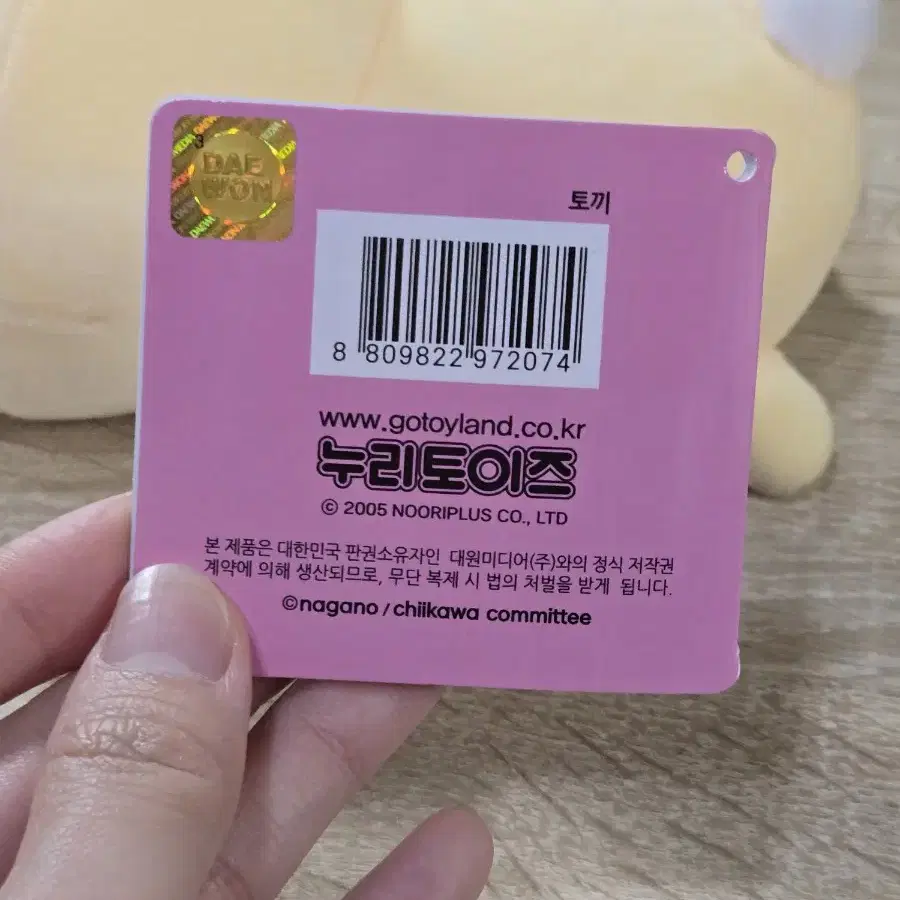 DAE
WON
토끼
8 809822 972074
www.gotoyland.co.kr
누리토이즈
© 2005 NOORIPLUS CO., LTD
본 제품은 대한민국 판권소유자인 대원미디어(주)와의 정식 저작권
계약에 의해 생산되므로, 무단 복제 시 법의 처벌을 받게 됩니다.
©nagano / chiikawa committee